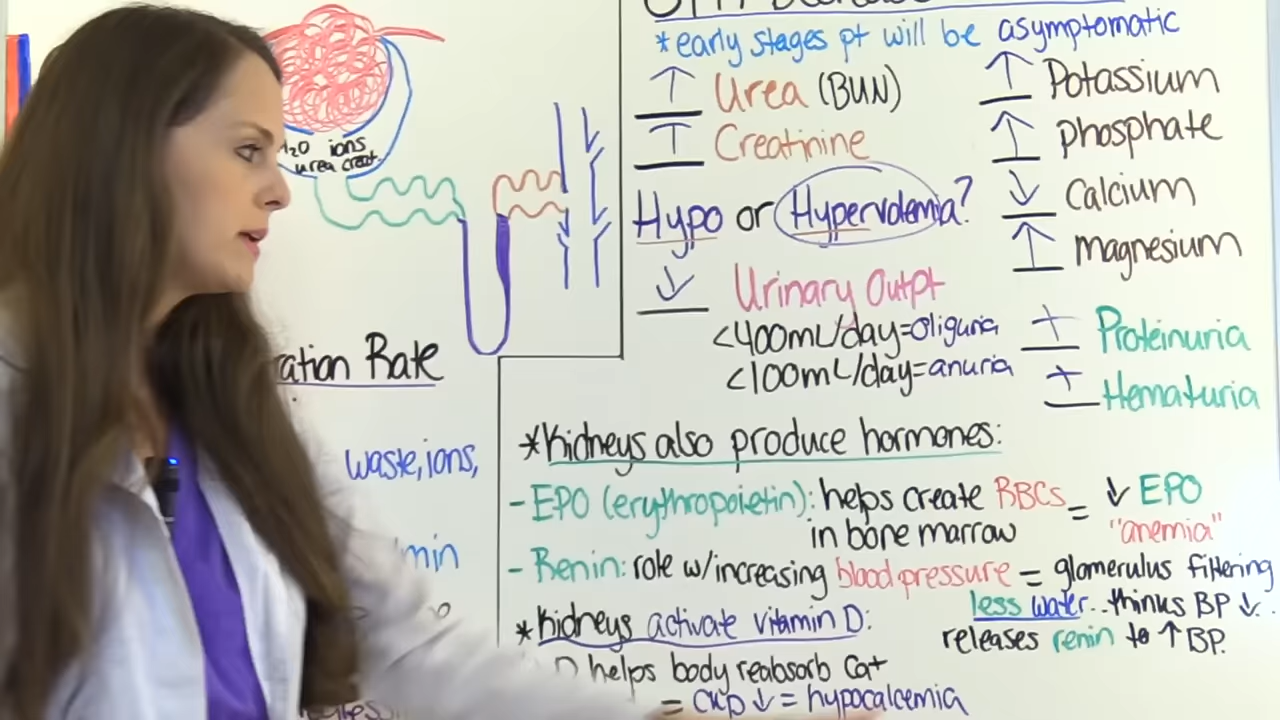 H2O ions
urea creat.
ration Rate
waste, ions,
min
*early stages pt will be asymptomatic
↑ Urea (BUN)
↑ Creatinine
Hypo or Hypervolemia?
↓ Urinary Outpt
<400mL/day=oliguria
<100mL/day=anuria
↑ Potassium
↑ phosphate
↓ Calcium
↑ magnesium
+ Proteinuria
+ Hematuria
*Kidneys also produce hormones:
- EPO (erythropoietin): helps create RBCs = ↓ EPO
in bone marrow "anemia"
- Renin: role w/increasing blood pressure = glomerulus filtering
less water..thinks BP ↓.
releases renin to ↑ BP.
*Kidneys activate vitamin D:
D helps body reabsorb Ca+
= CKD ↓ = hypocalcemia